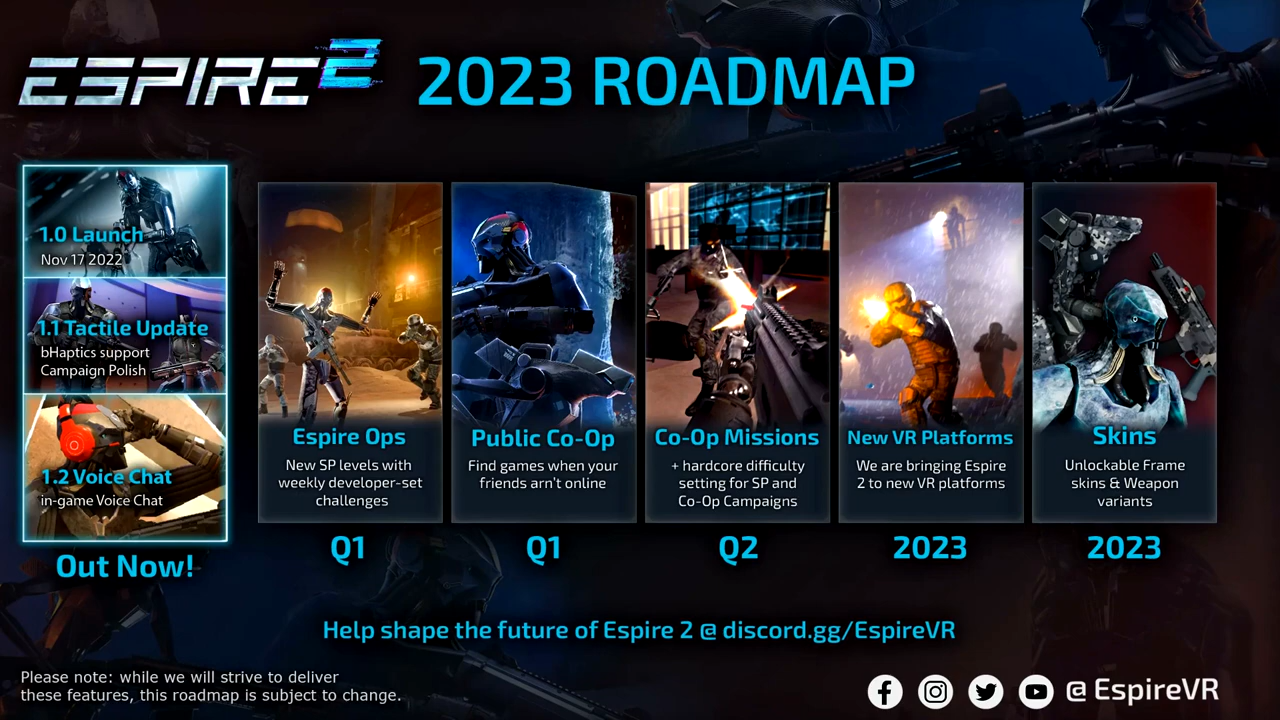 ESPIRE 2
2023 ROADMAP
1.0 Launch
Nov 17 2022
1.1 Tactile Update
bHaptics support
Campaign Polish
1.2 Voice Chat
in-game Voice Chat
Out Now!
Espire Ops
New SP levels with
weekly developer-set
challenges
Q1
Public Co-Op
Find games when your
friends arn't online
Q1
Co-Op Missions
+ hardcore difficulty
setting for SP and
Co-Op Campaigns
Q2
New VR Platforms
We are bringing Espire
2 to new VR platforms
2023
Skins
Unlockable Frame
skins & Weapon
variants
2023
Help shape the future of Espire 2 @ discord.gg/EspireVR
Please note: while we will strive to deliver
these features, this roadmap is subject to change.
@ EspireVR